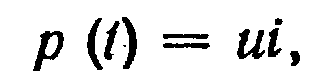 p (t) = ui,